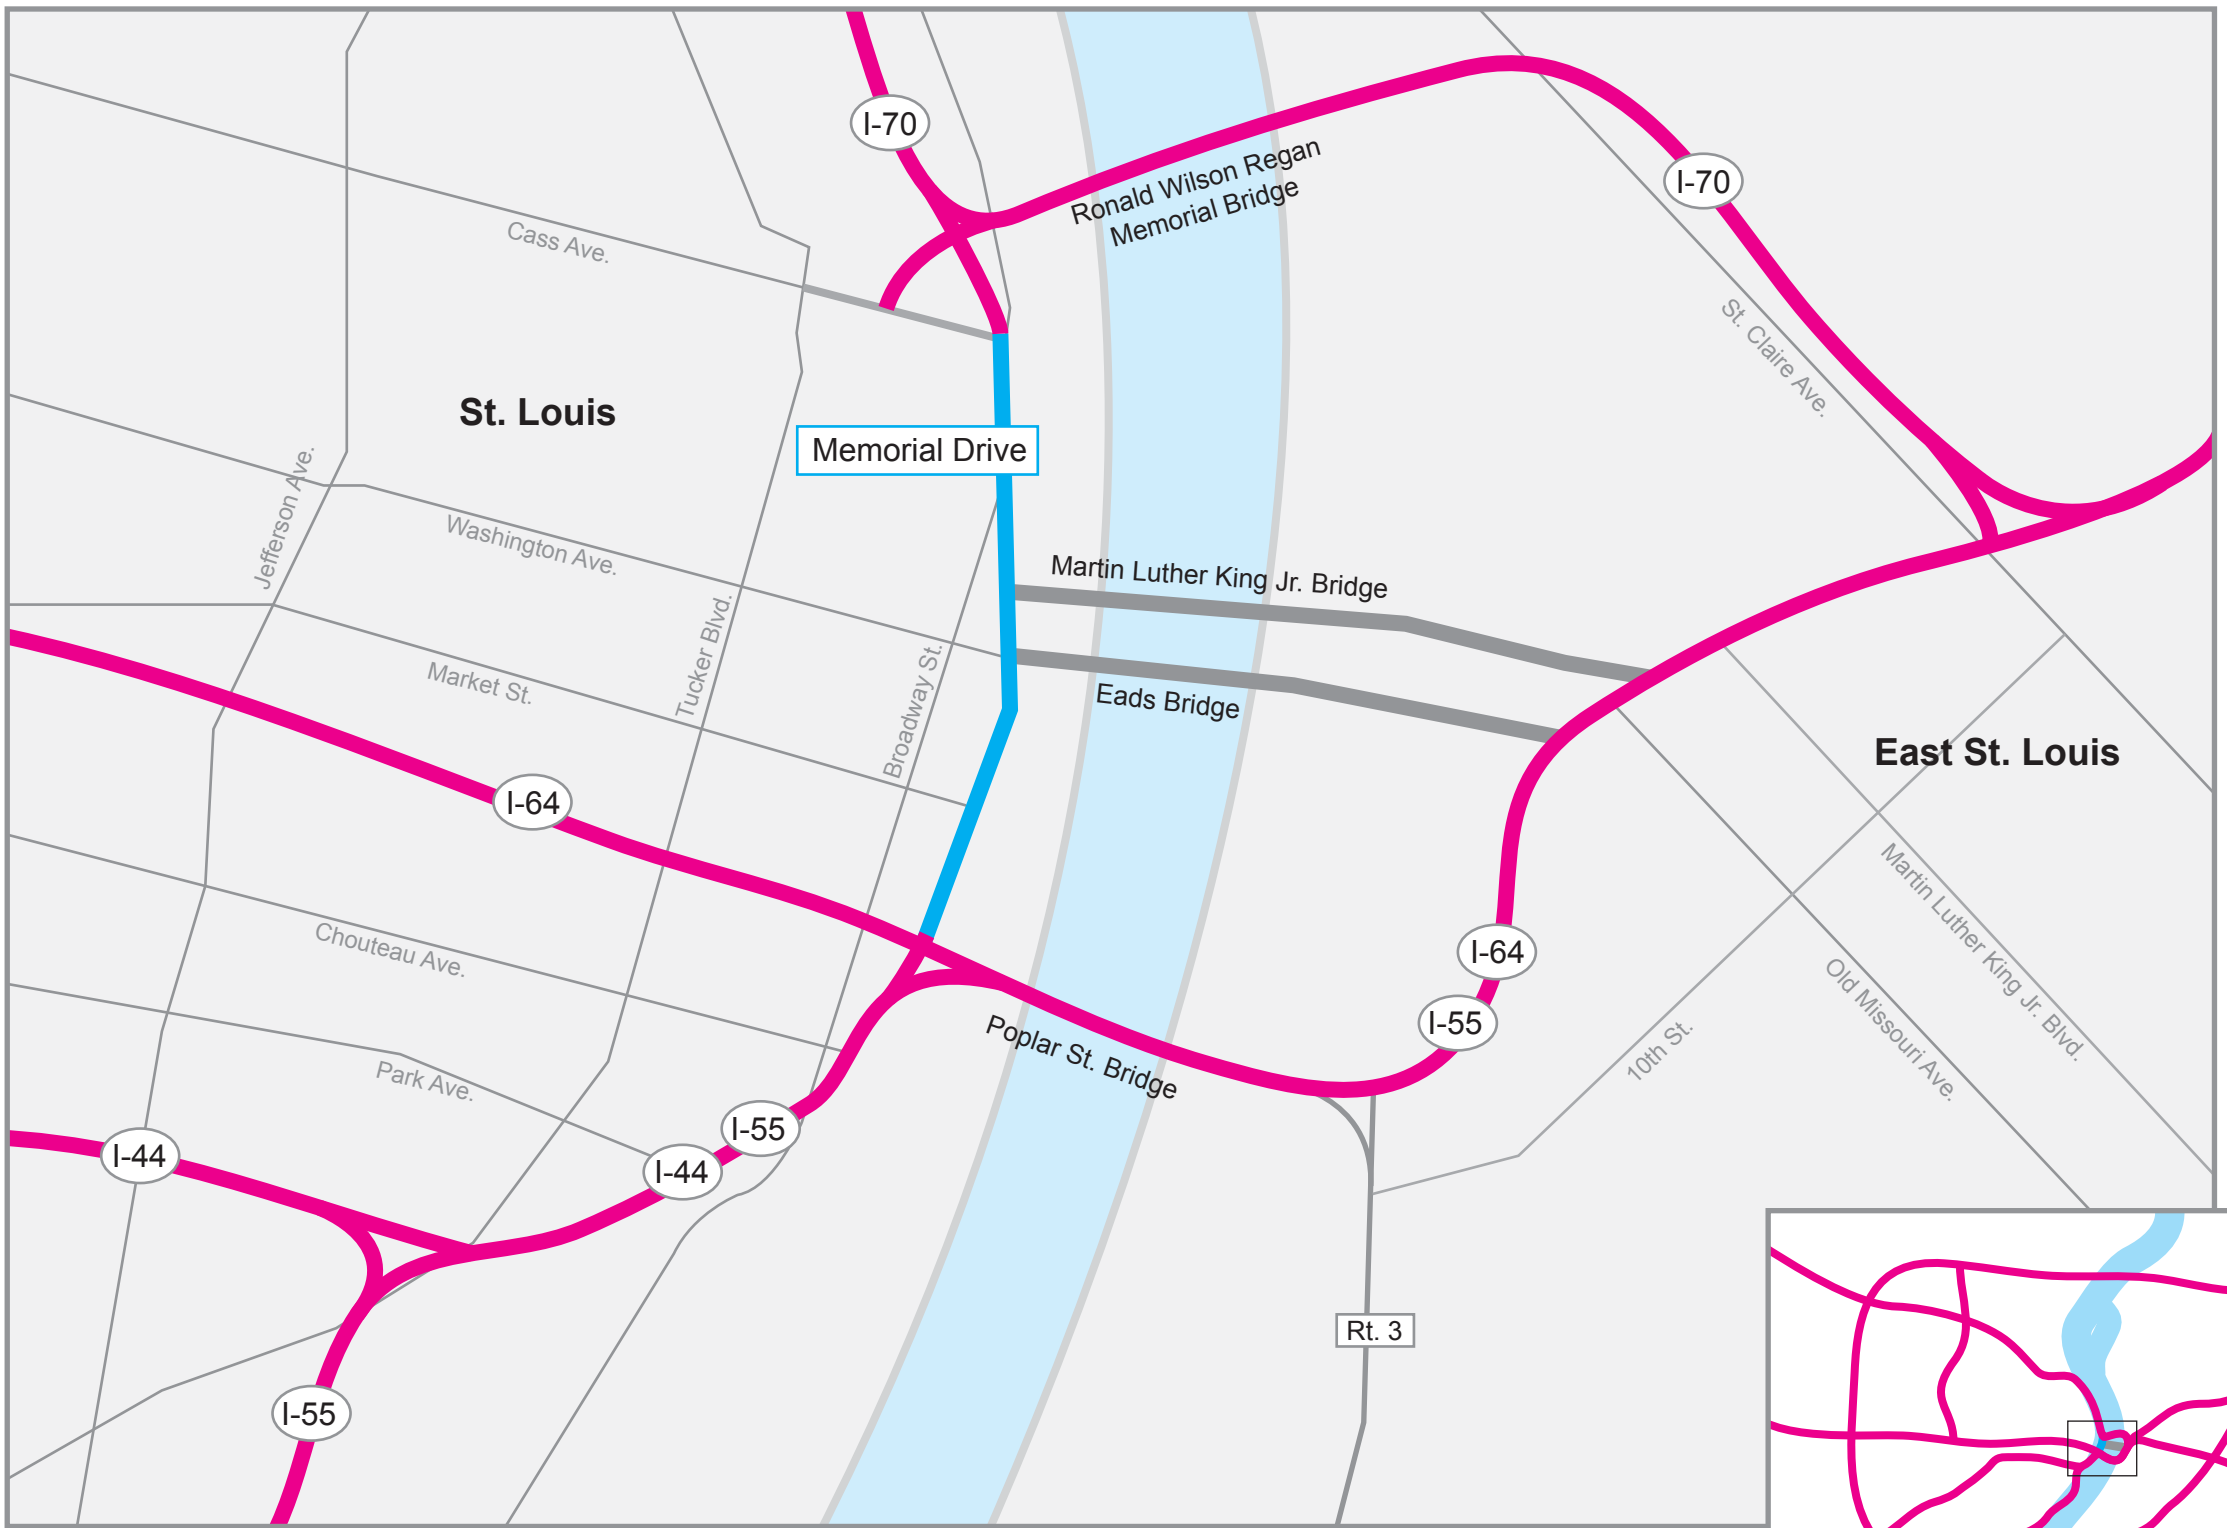 I-70
Ronald Wilson Regan
Memorial Bridge
I-70
Cass Ave.
St. Claire Ave.
St. Louis
Memorial Drive
Jefferson Ave.
Washington Ave.
Martin Luther King Jr. Bridge
Tucker Blvd.
Broadway St.
Market St.
Eads Bridge
East St. Louis
I-64
Martin Luther King Jr. Blvd.
Chouteau Ave.
I-64
Old Missouri Ave.
I-55
Poplar St. Bridge
10th St.
Park Ave.
I-55
I-44
I-44
Rt. 3
I-55